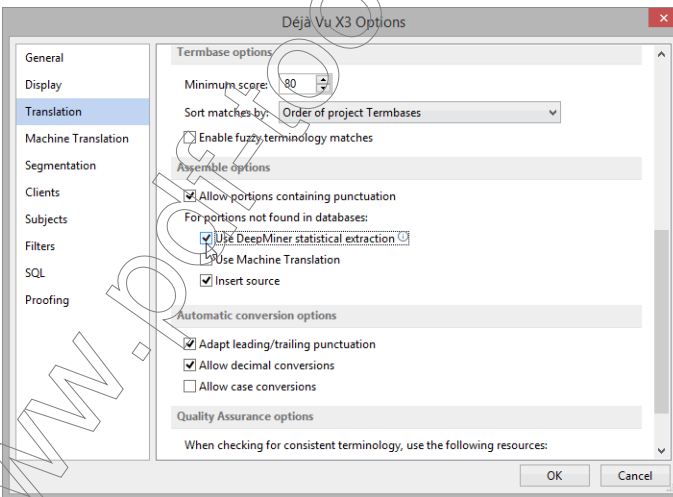 Déjà Vu X3 Options
General
Display
Translation
Machine Translation
Segmentation
Clients
Subjects
Filters
SQL
Proofing
Termbase options
Minimum score: 80
Sort matches by: Order of project Termbases
Enable fuzzy terminology matches
Assemble options
Allow portions containing punctuation
For portions not found in databases:
Use DeepMiner statistical extraction
Use Machine Translation
Insert source
Automatic conversion options
Adapt leading/trailing punctuation
Allow decimal conversions
Allow case conversions
Quality Assurance options
When checking for consistent terminology, use the following resources:
OK Cancel
www.pdf-too